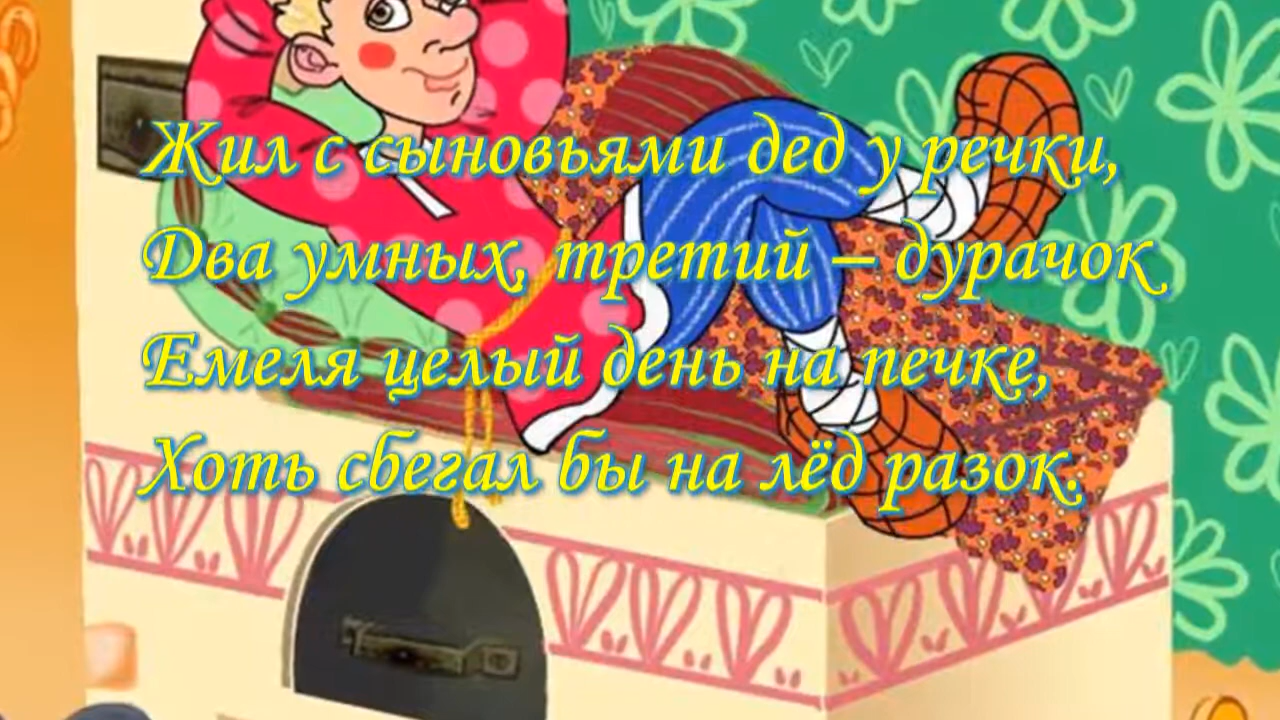 Жил с сыновьями дед у речки,
Два умных, третий – дурачок
Емеля целый день на печке,
Хоть сбегал бы на лёд разок.